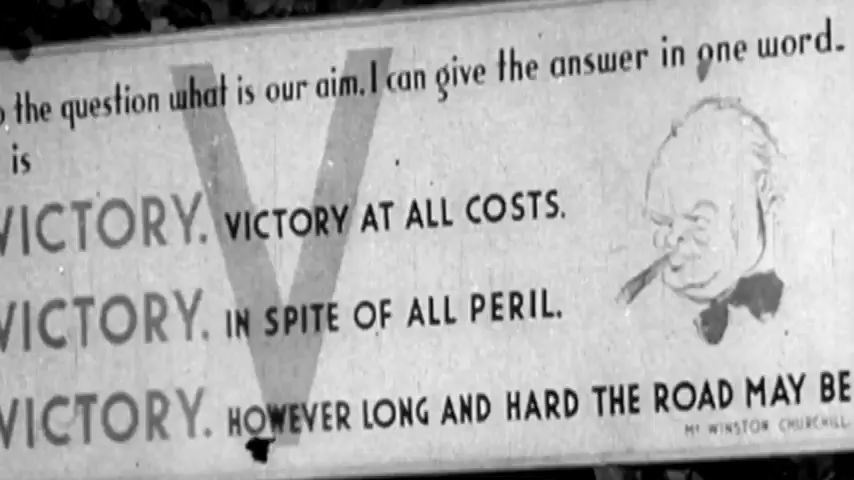 the question what is our aim. I can give the answer in one word.
is
VICTORY. VICTORY AT ALL COSTS.
VICTORY. IN SPITE OF ALL PERIL.
VICTORY. HOWEVER LONG AND HARD THE ROAD MAY BE
Mr WINSTON CHURCHILL
V